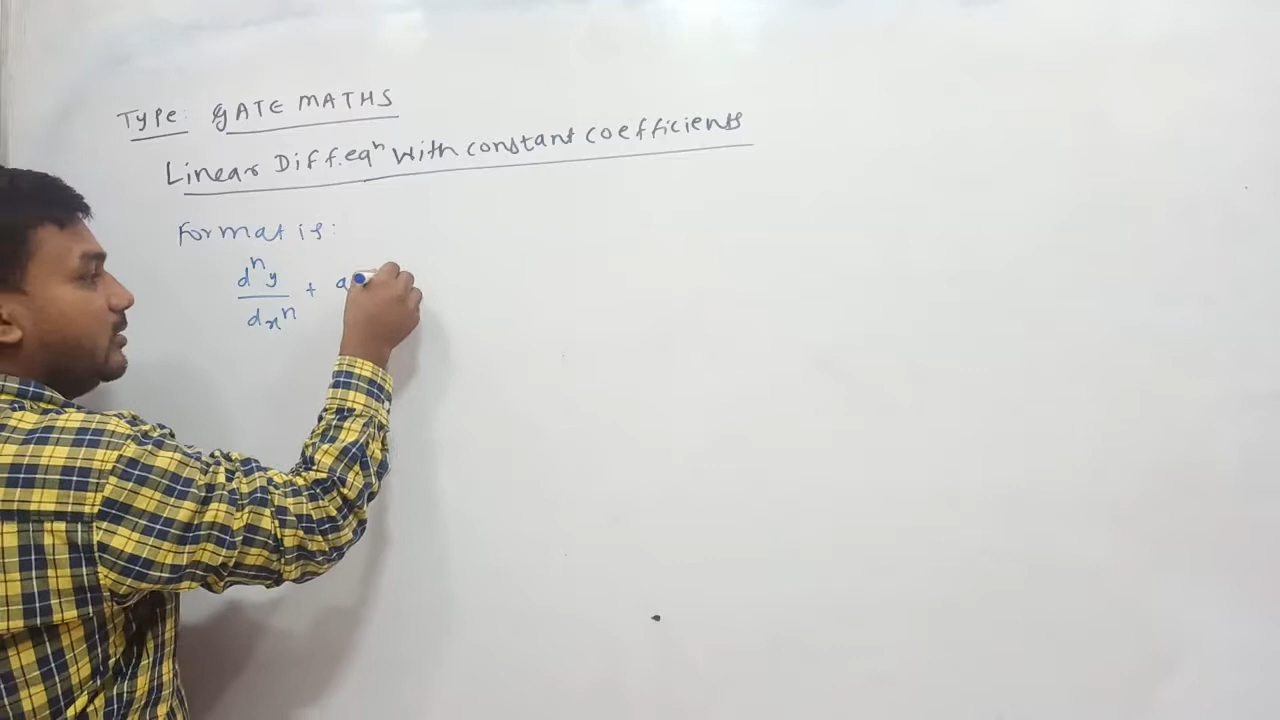 Type: GATE MATHS
Linear Diff.eqⁿ with constant coefficients
Format is:
dⁿy
+ a
dxⁿ